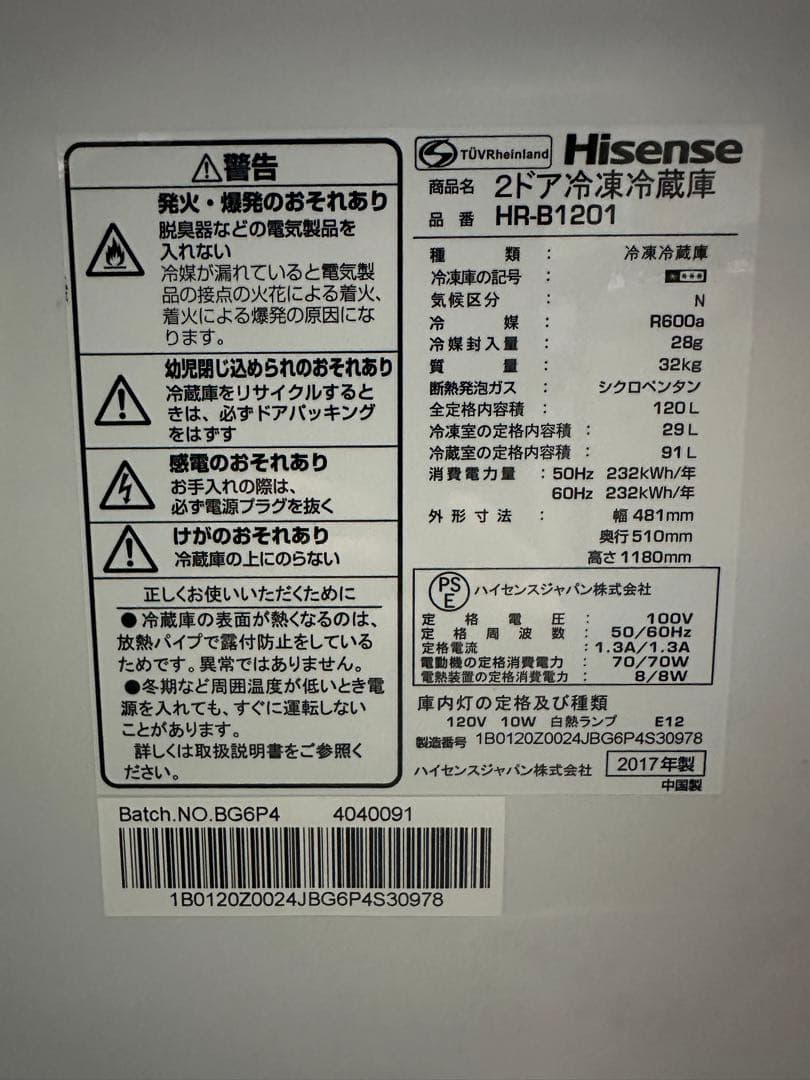 警告
発火・爆発のおそれあり
脱臭器などの電気製品を
入れない
冷媒が漏れていると電気製
品の接点の火花による着火、
着火による爆発の原因にな
ります。
幼児閉じ込められのおそれあり
冷蔵庫をリサイクルすると
きは、必ずドアパッキング
をはずす
感電のおそれあり
お手入れの際は、
必ず電源プラグを抜く
けがのおそれあり
冷蔵庫の上にのらない
正しくお使いいただくために
●冷蔵庫の表面が熱くなるのは、
放熱パイプで露付防止をしている
ためです。異常ではありません。
●冬期など周囲温度が低いとき電
源を入れても、すぐに運転しない
ことがあります。
詳しくは取扱説明書をご参照く
ださい。
TÜVRheinland Hisense
商品名 2ドア冷凍冷蔵庫
品番 HR-B1201
種類 : 冷凍冷蔵庫
冷凍庫の記号 : ****
気候区分 : N
冷媒 : R600a
冷媒封入量 : 28g
質量 : 32kg
断熱発泡ガス : シクロペンタン
全定格内容積 : 120L
冷凍室の定格内容積 : 29L
冷蔵室の定格内容積 : 91L
消費電力量 : 50Hz 232kWh/年
60Hz 232kWh/年
外形寸法 : 幅481mm
奥行510mm
高さ1180mm
PSE ハイセンスジャパン株式会社
定格電圧 : 100V
定格周波数 : 50/60Hz
定格電流 : 1.3A/1.3A
電動機の定格消費電力 : 70/70W
電熱装置の定格消費電力 : 8/8W
庫内灯の定格及び種類
120V 10W 白熱ランプ E12
製造番号 1B0120Z0024JBG6P4S30978
ハイセンスジャパン株式会社 2017年製
中国製
Batch.NO.BG6P4 4040091
1B0120Z0024JBG6P4S30978